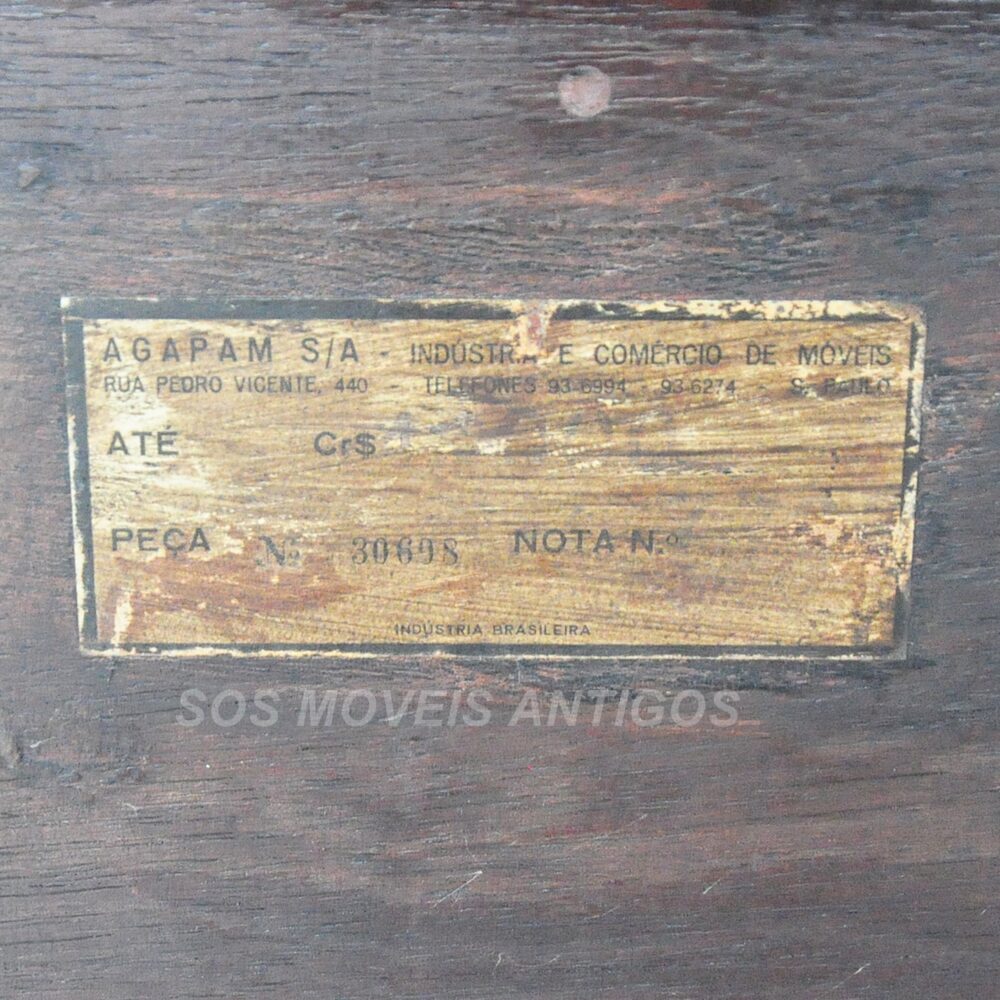 AGAPAM S/A - INDÚSTRIA E COMÉRCIO DE MÓVEIS
RUA PEDRO VICENTE, 440 - TELEFONES 93-6994 - 93-6274 - S. PAULO
ATÉ Cr$
PEÇA Nº 30698 NOTA N.º
INDÚSTRIA BRASILEIRA
SOS MOVEIS ANTIGOS